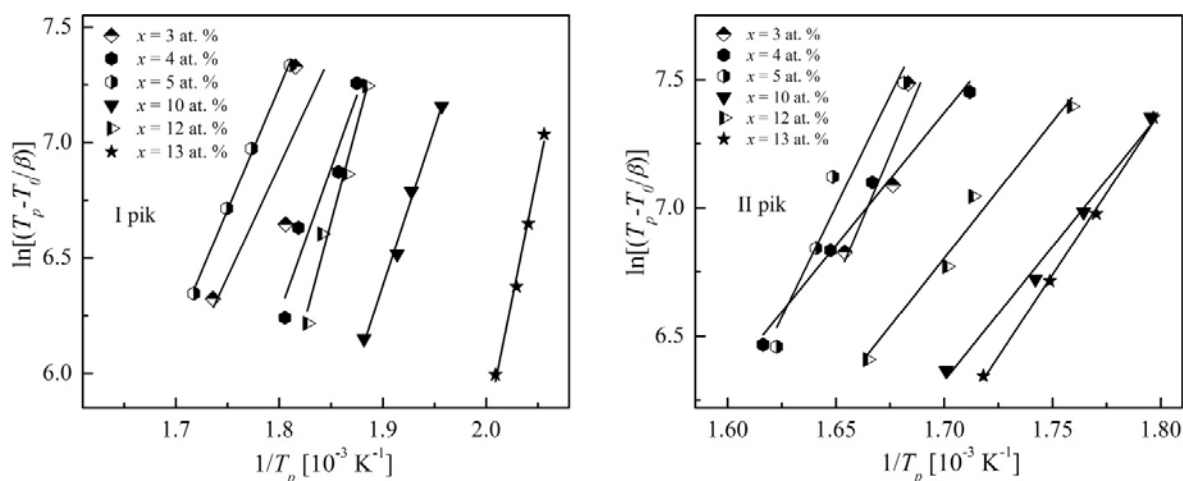 7.5
7.0
6.5
6.0
ln[(T_p-T_0/β)]
x = 3 at. %
x = 4 at. %
x = 5 at. %
x = 10 at. %
x = 12 at. %
x = 13 at. %
I pik
1.7 1.8 1.9 2.0
1/T_p [10⁻³ K⁻¹]
7.5
7.0
6.5
ln[(T_p-T_0/β)]
x = 3 at. %
x = 4 at. %
x = 5 at. %
x = 10 at. %
x = 12 at. %
x = 13 at. %
II pik
1.60 1.65 1.70 1.75 1.80
1/T_p [10⁻³ K⁻¹]